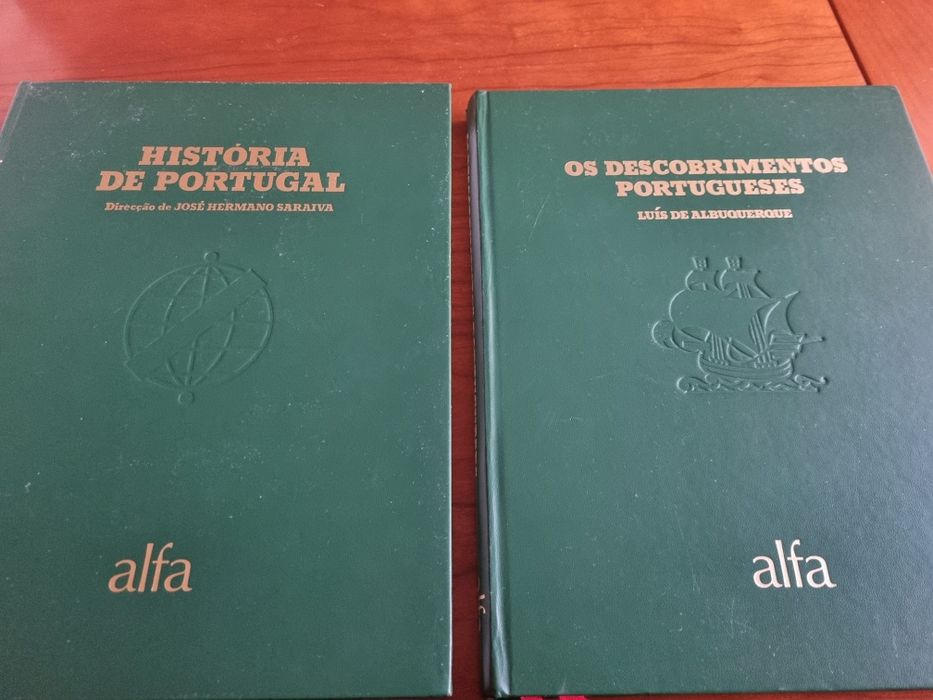 HISTÓRIA
DE PORTUGAL
Direcção de JOSÉ HERMANO SARAIVA
alfa
OS DESCOBRIMENTOS
PORTUGUESES
LUÍS DE ALBUQUERQUE
alfa